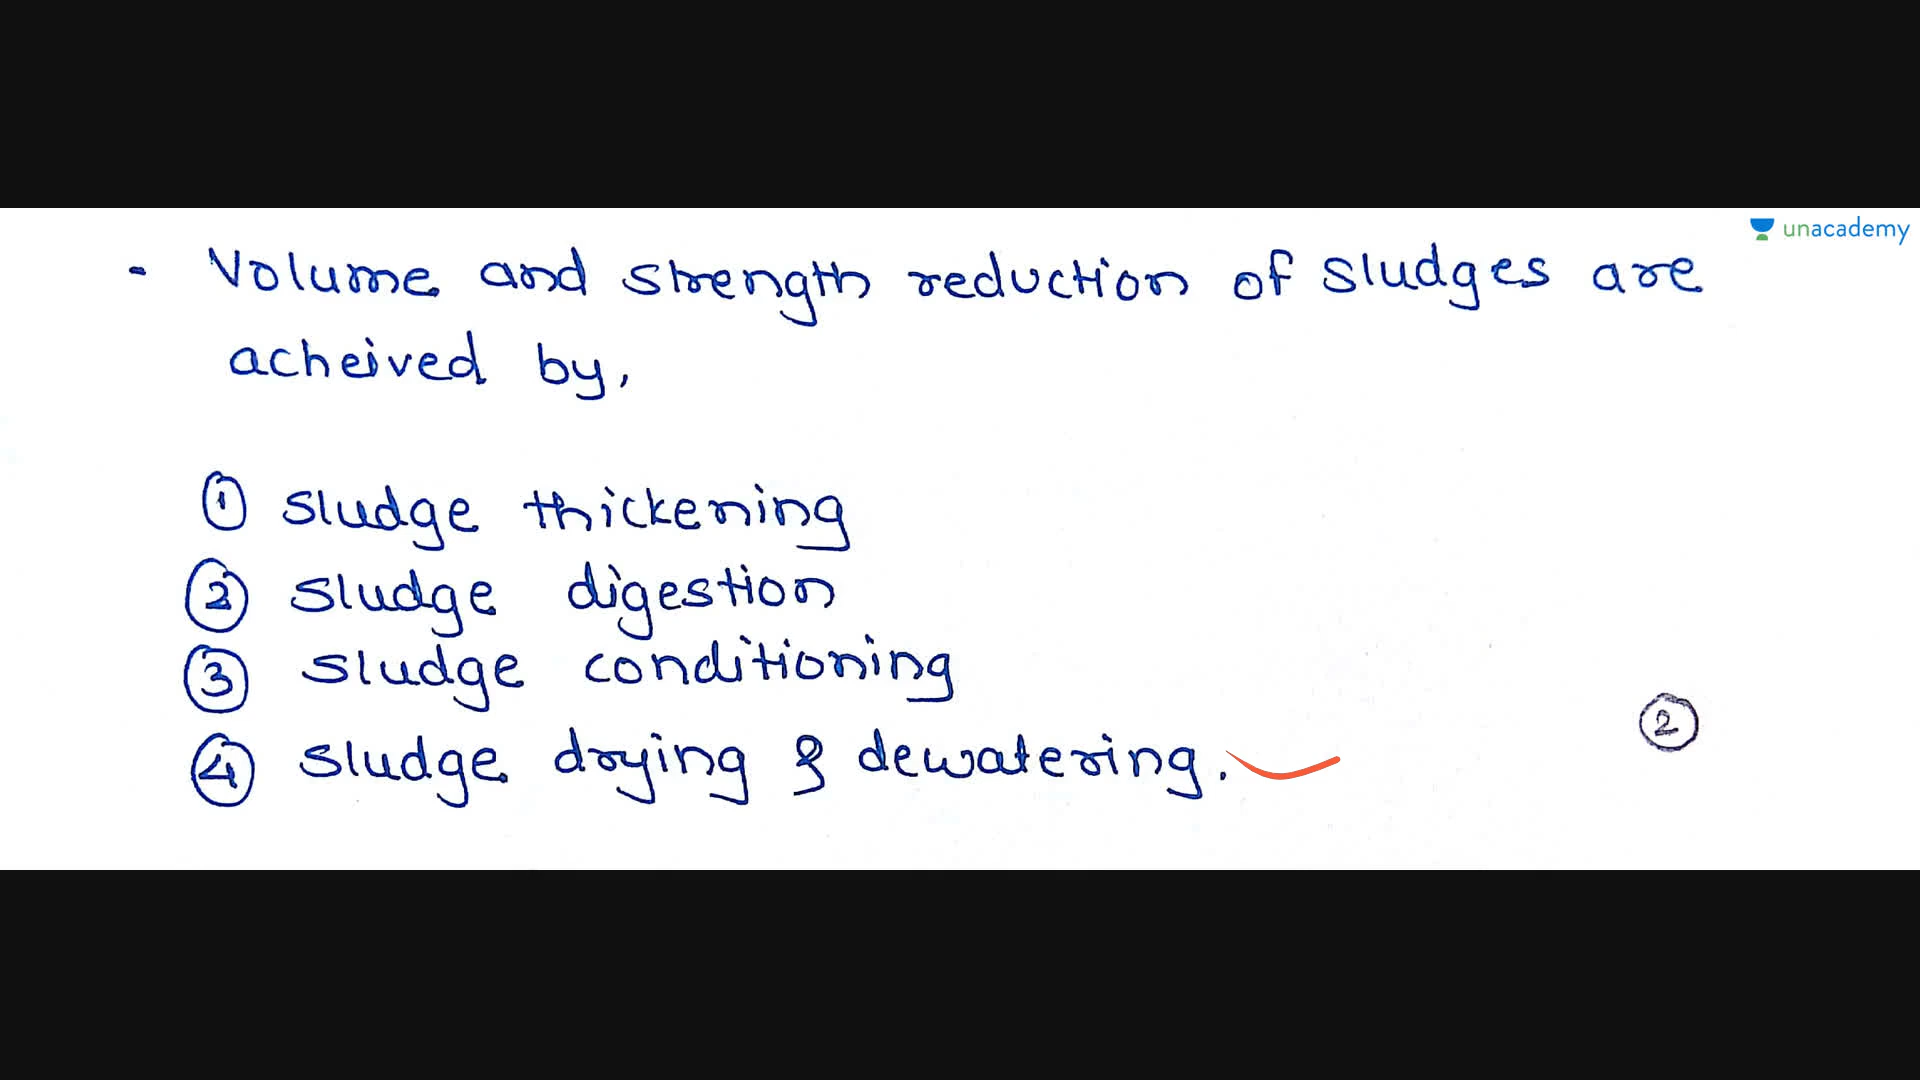 unacademy
- Volume and strength reduction of sludges are
acheived by,
① sludge thickening
② sludge digestion
③ sludge conditioning
④ sludge drying & dewatering.
②